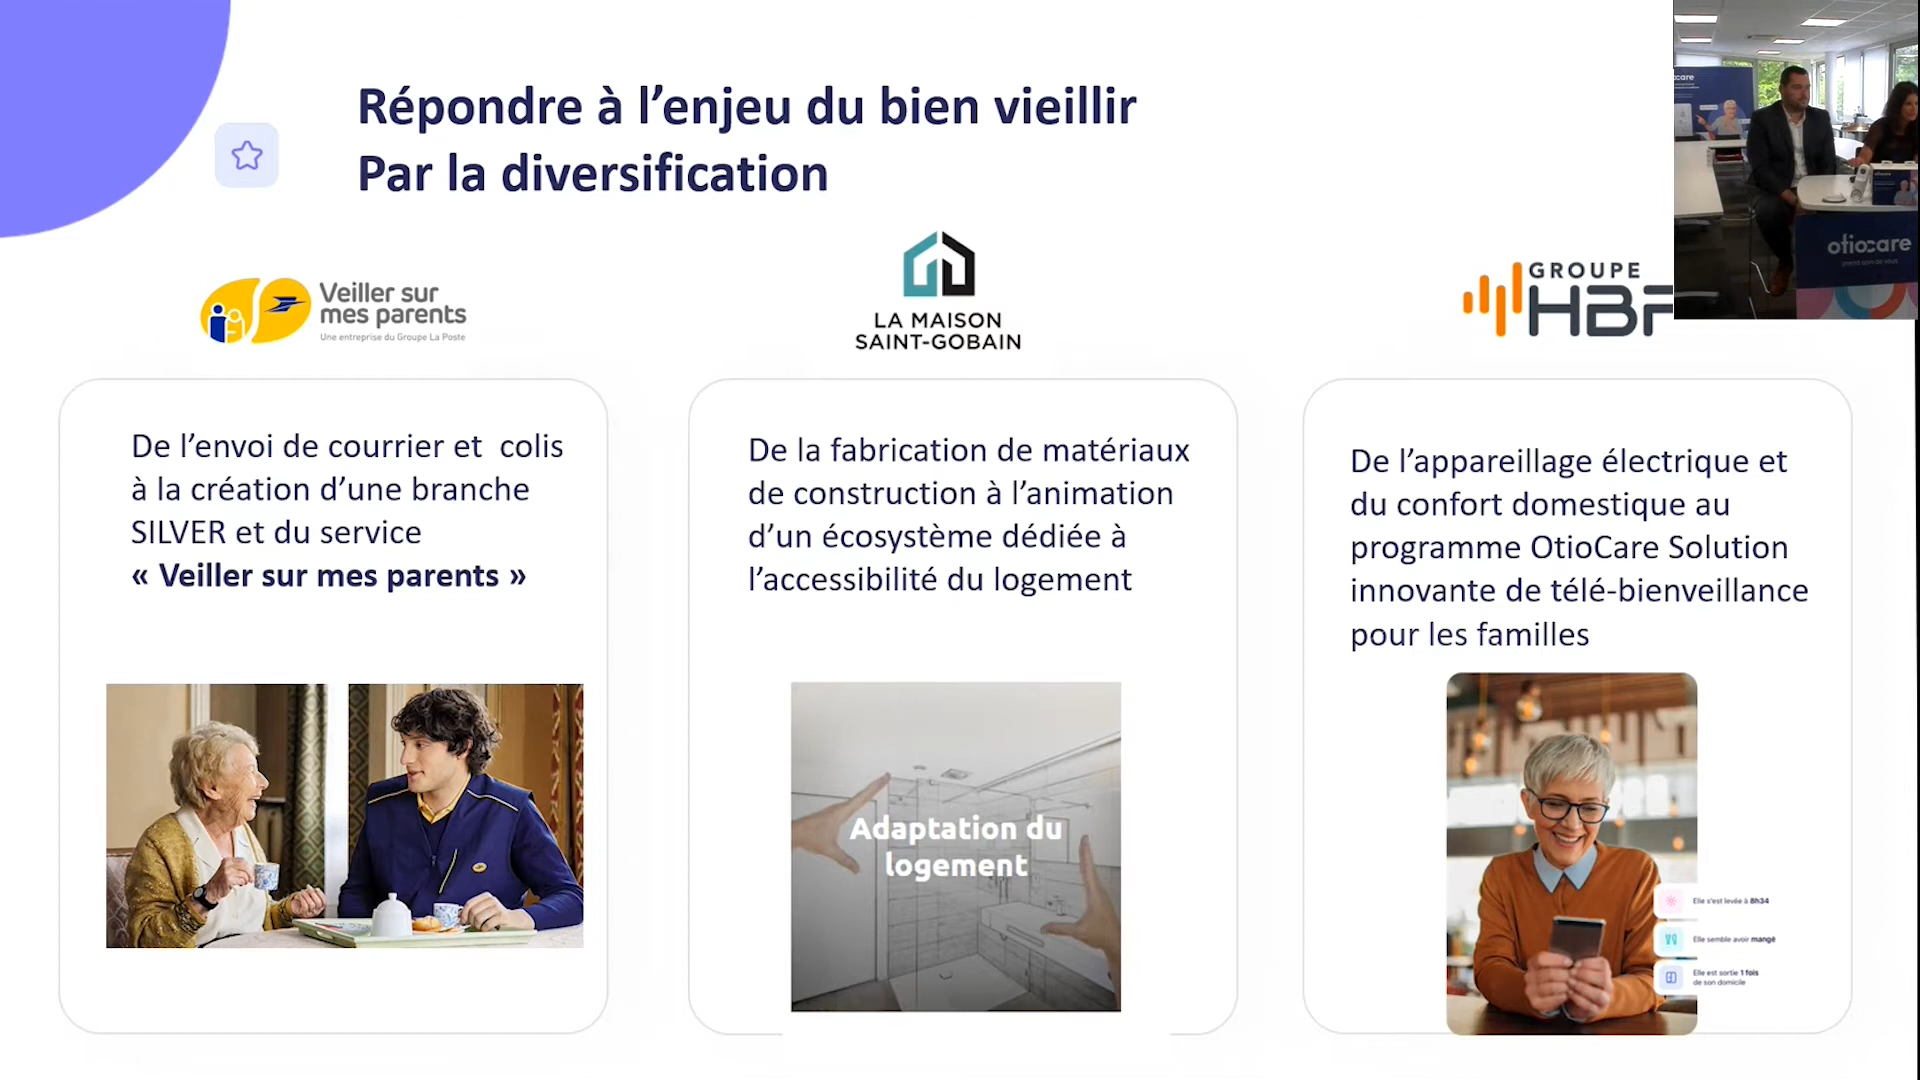 Répondre à l’enjeu du bien vieillir
Par la diversification
Veiller sur
mes parents
Une entreprise du Groupe La Poste
LA MAISON
SAINT-GOBAIN
GROUPE
otiocare
prend soin de vous
De l’envoi de courrier et  colis
à la création d’une branche
SILVER et du service
« Veiller sur mes parents »
De la fabrication de matériaux
de construction à l’animation
d’un écosystème dédiée à
l’accessibilité du logement
De l’appareillage électrique et
du confort domestique au
programme OtioCare Solution
innovante de télé-bienveillance
pour les familles
Adaptation du
logement
Elle s'est levée à 8h34
Elle semble avoir mangé
Elle est sortie 1 fois
de son domicile